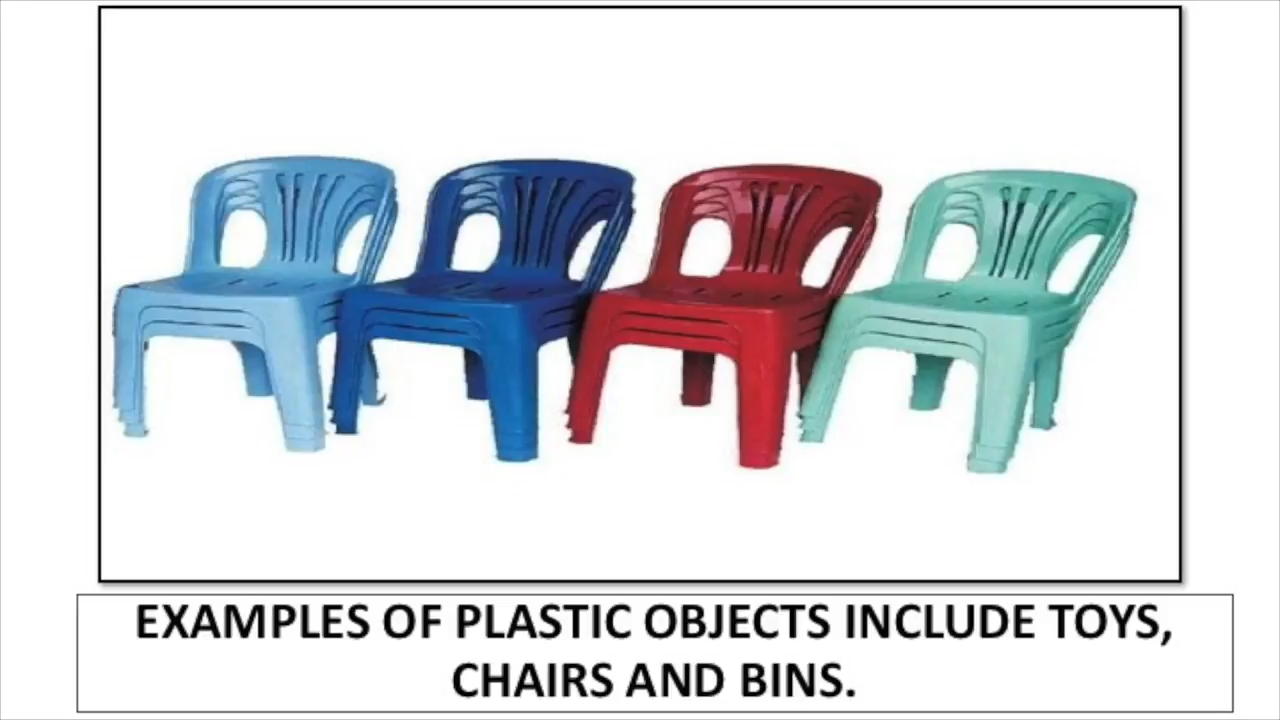 EXAMPLES OF PLASTIC OBJECTS INCLUDE TOYS,
CHAIRS AND BINS.